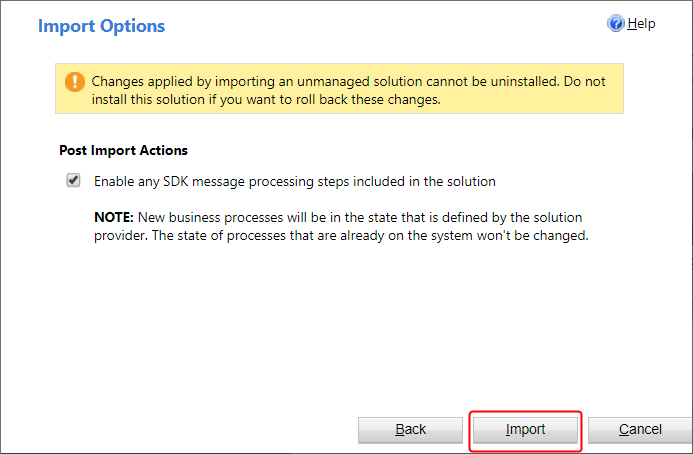 Import Options
Help
Changes applied by importing an unmanaged solution cannot be uninstalled. Do not
install this solution if you want to roll back these changes.
Post Import Actions
Enable any SDK message processing steps included in the solution
NOTE: New business processes will be in the state that is defined by the solution
provider. The state of processes that are already on the system won't be changed.
Back
Import
Cancel